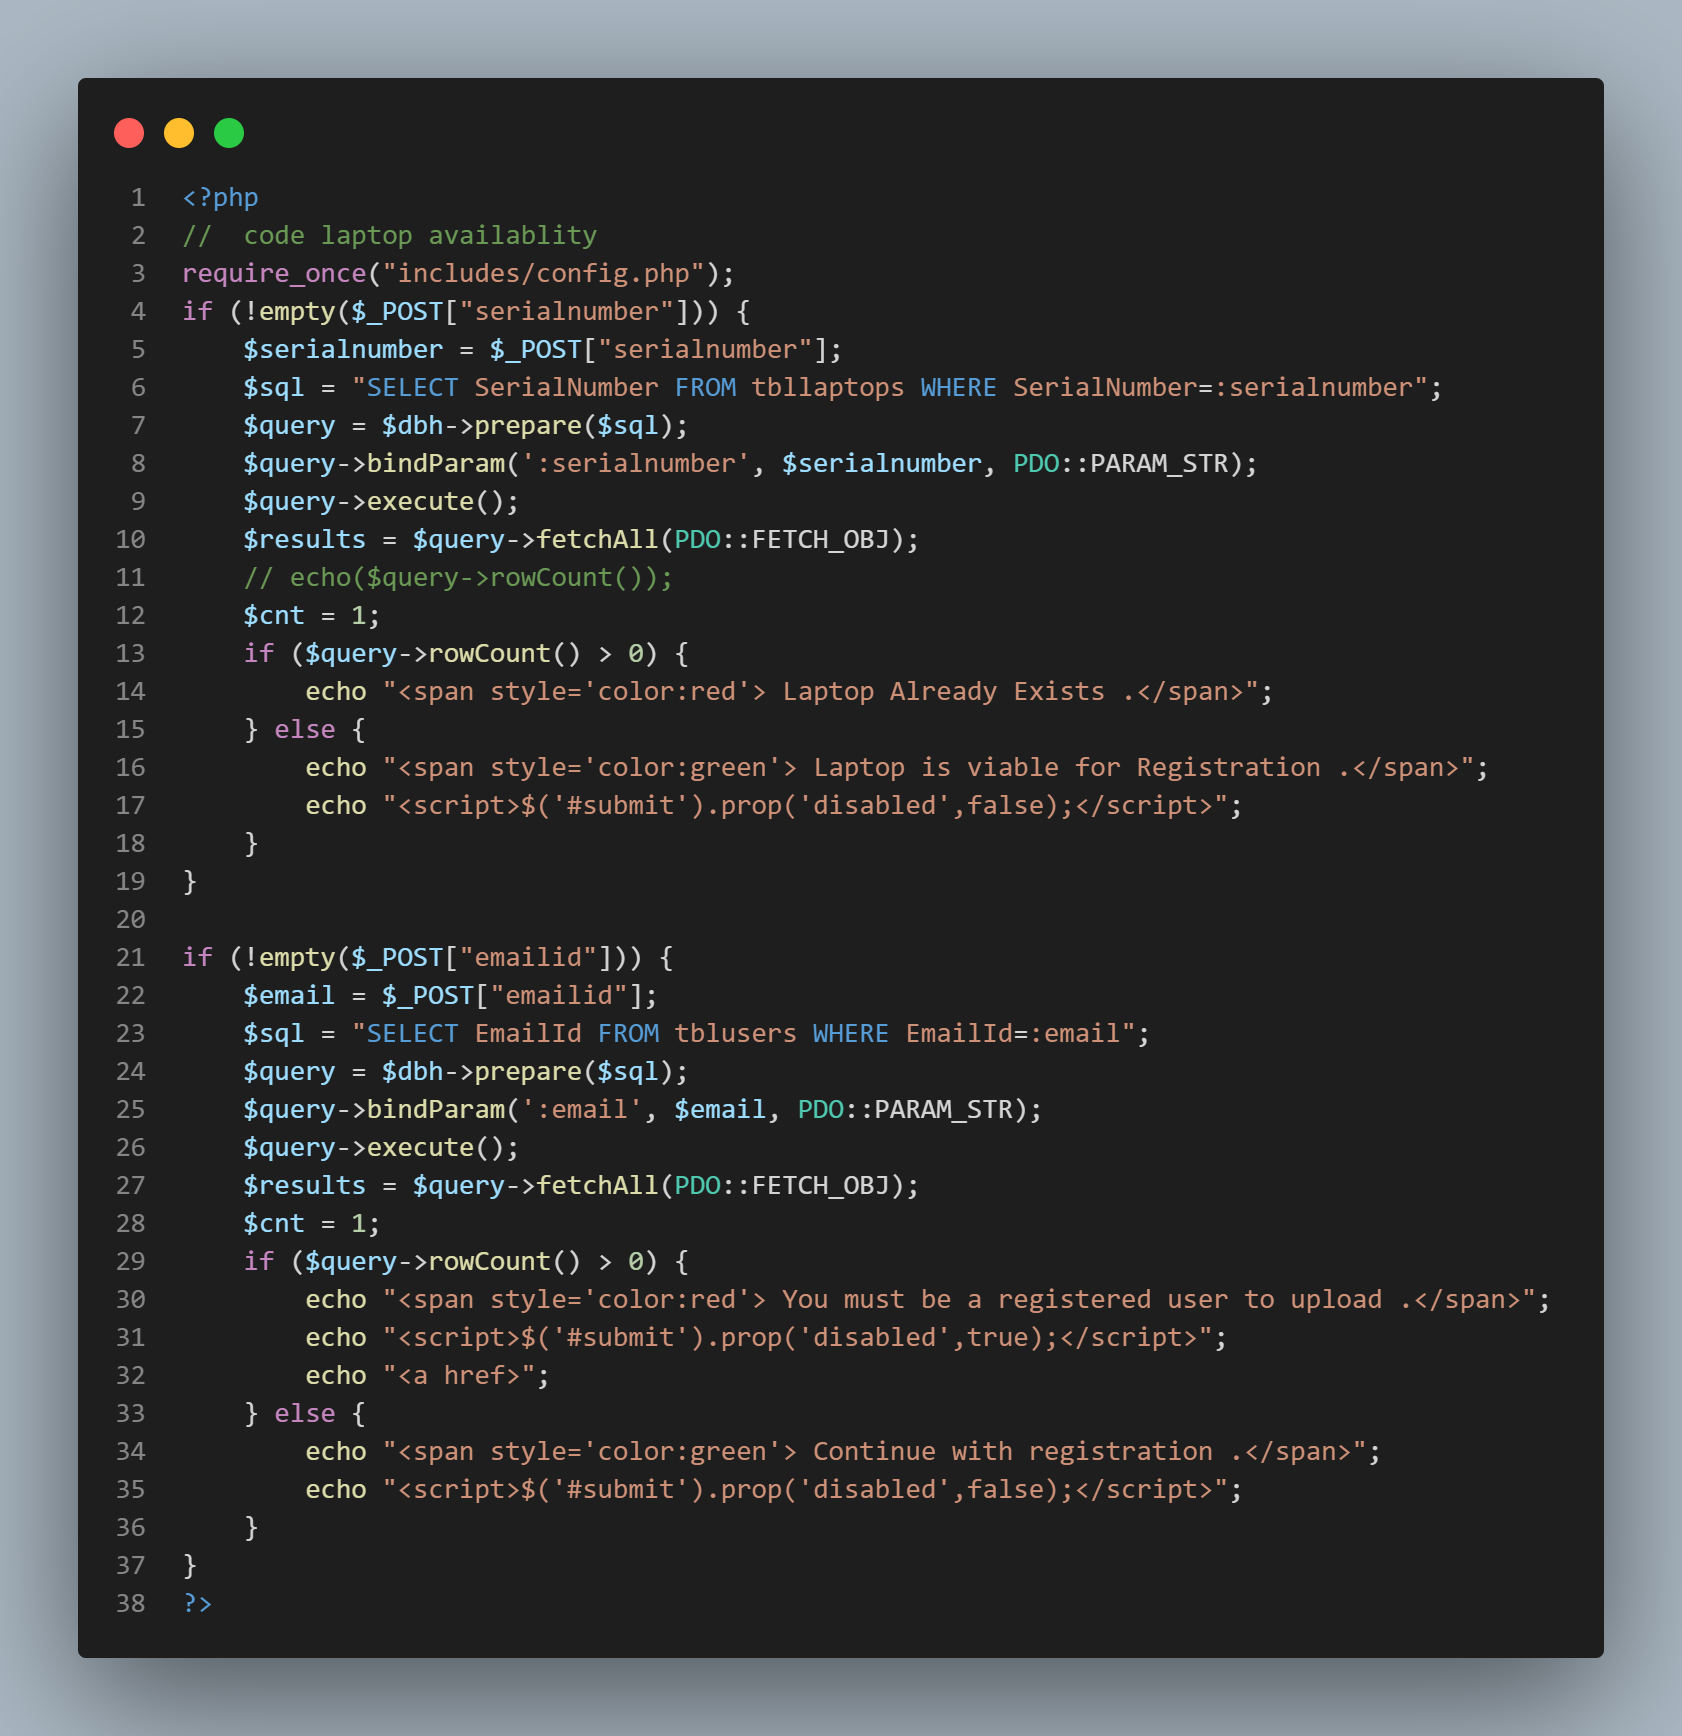 1 <?php
2 //  code laptop availablity
3 require_once("includes/config.php");
4 if (!empty($_POST["serialnumber"])) {
5     $serialnumber = $_POST["serialnumber"];
6     $sql = "SELECT SerialNumber FROM tbllaptops WHERE SerialNumber=:serialnumber";
7     $query = $dbh->prepare($sql);
8     $query->bindParam(':serialnumber', $serialnumber, PDO::PARAM_STR);
9     $query->execute();
10     $results = $query->fetchAll(PDO::FETCH_OBJ);
11     // echo($query->rowCount());
12     $cnt = 1;
13     if ($query->rowCount() > 0) {
14         echo "<span style='color:red'> Laptop Already Exists .</span>";
15     } else {
16         echo "<span style='color:green'> Laptop is viable for Registration .</span>";
17         echo "<script>$('#submit').prop('disabled',false);</script>";
18     }
19 }
20
21 if (!empty($_POST["emailid"])) {
22     $email = $_POST["emailid"];
23     $sql = "SELECT EmailId FROM tblusers WHERE EmailId=:email";
24     $query = $dbh->prepare($sql);
25     $query->bindParam(':email', $email, PDO::PARAM_STR);
26     $query->execute();
27     $results = $query->fetchAll(PDO::FETCH_OBJ);
28     $cnt = 1;
29     if ($query->rowCount() > 0) {
30         echo "<span style='color:red'> You must be a registered user to upload .</span>";
31         echo "<script>$('#submit').prop('disabled',true);</script>";
32         echo "<a href>";
33     } else {
34         echo "<span style='color:green'> Continue with registration .</span>";
35         echo "<script>$('#submit').prop('disabled',false);</script>";
36     }
37 }
38 ?>